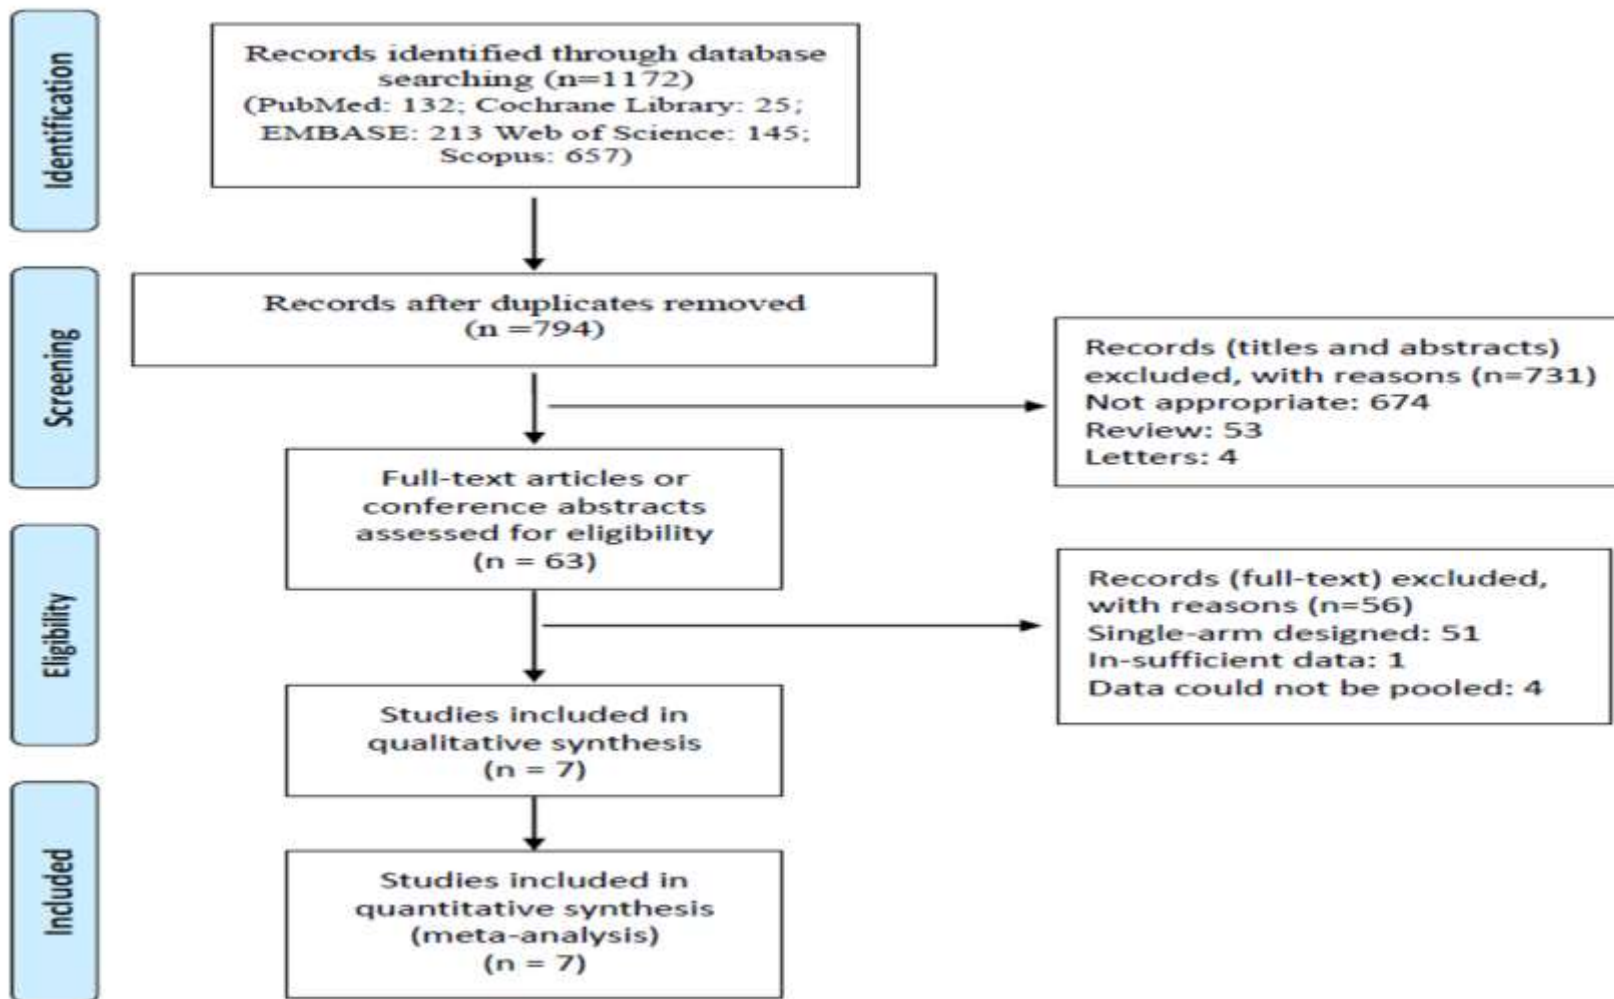 Identification
Records identified through database
searching (n=1172)
(PubMed: 132; Cochrane Library: 25;
EMBASE: 213 Web of Science: 145;
Scopus: 657)
Screening
Records after duplicates removed
(n =794)
Records (titles and abstracts)
excluded, with reasons (n=731)
Not appropriate: 674
Review: 53
Letters: 4
Full-text articles or
conference abstracts
assessed for eligibility
(n = 63)
Eligibility
Records (full-text) excluded,
with reasons (n=56)
Single-arm designed: 51
In-sufficient data: 1
Data could not be pooled: 4
Studies included in
qualitative synthesis
(n = 7)
Included
Studies included in
quantitative synthesis
(meta-analysis)
(n = 7)